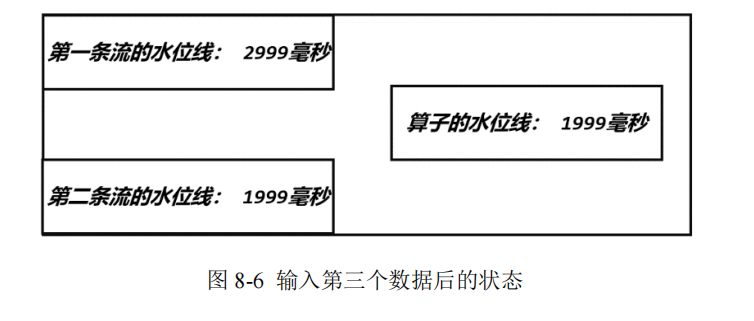 第一条流的水位线： 2999毫秒
算子的水位线： 1999毫秒
第二条流的水位线： 1999毫秒
图 8-6 输入第三个数据后的状态